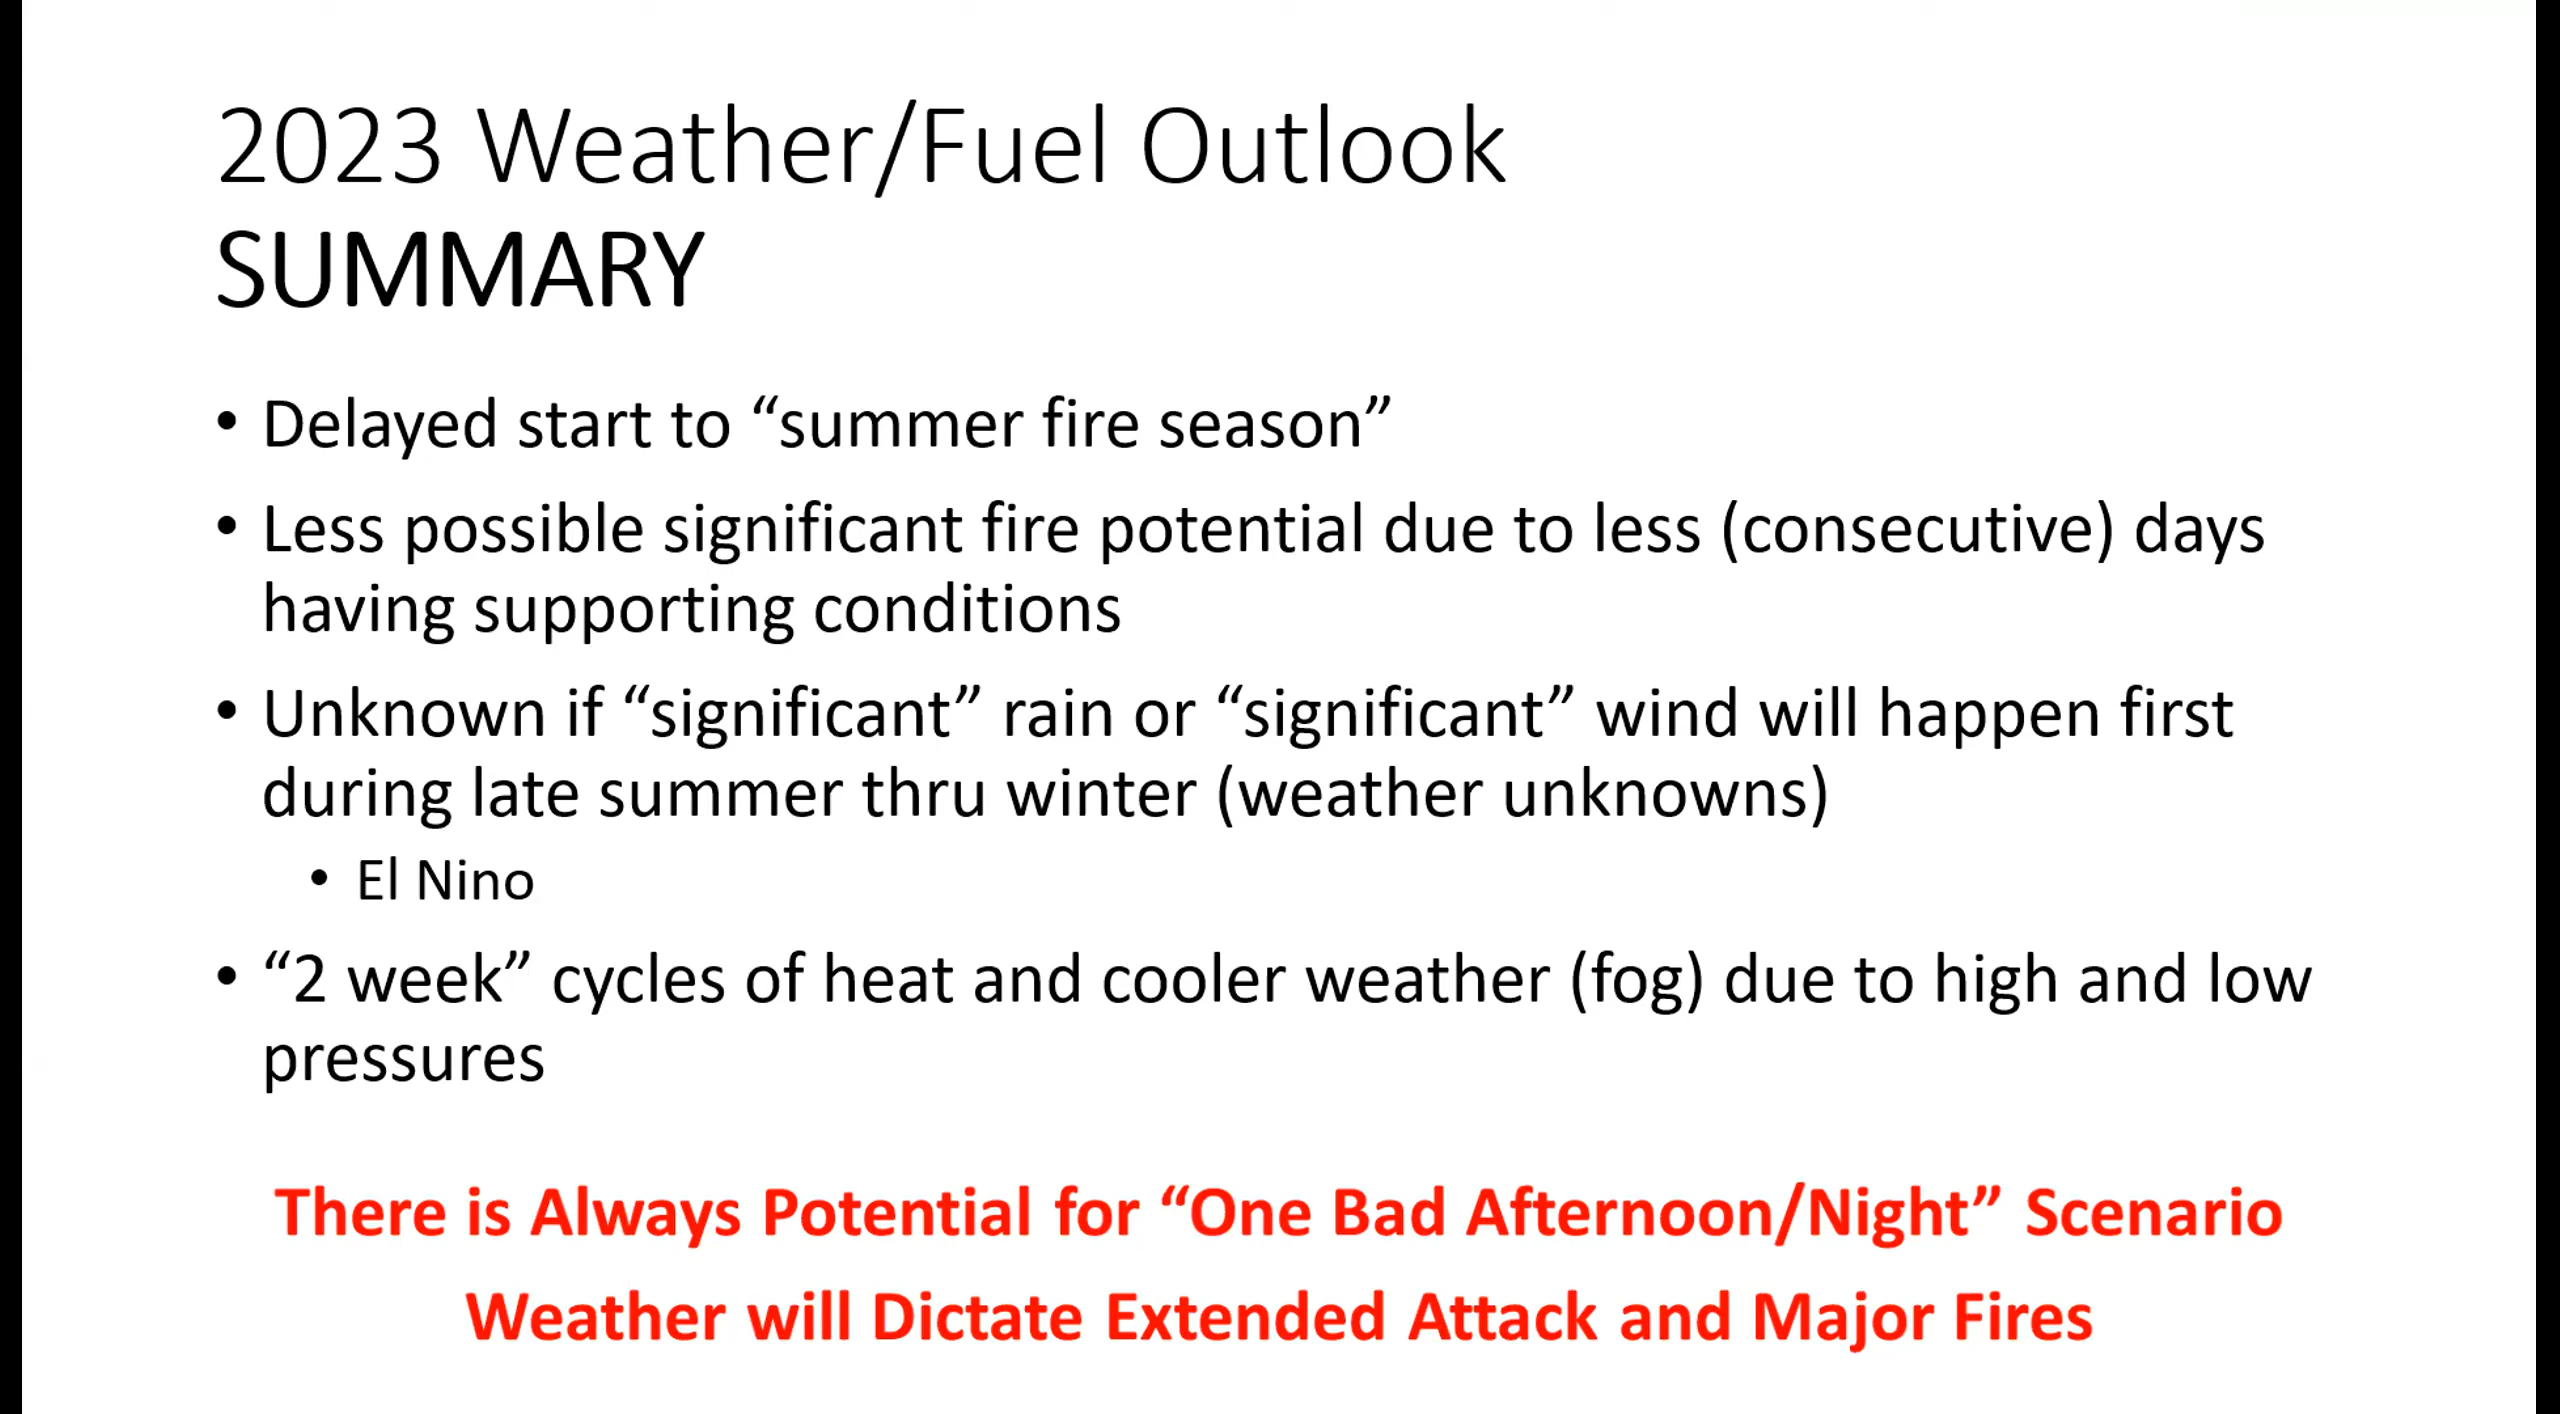 2023 Weather/Fuel Outlook
SUMMARY
• Delayed start to “summer fire season”
• Less possible significant fire potential due to less (consecutive) days
having supporting conditions
• Unknown if “significant” rain or “significant” wind will happen first
during late summer thru winter (weather unknowns)
• El Nino
• “2 week” cycles of heat and cooler weather (fog) due to high and low
pressures
There is Always Potential for “One Bad Afternoon/Night” Scenario
Weather will Dictate Extended Attack and Major Fires